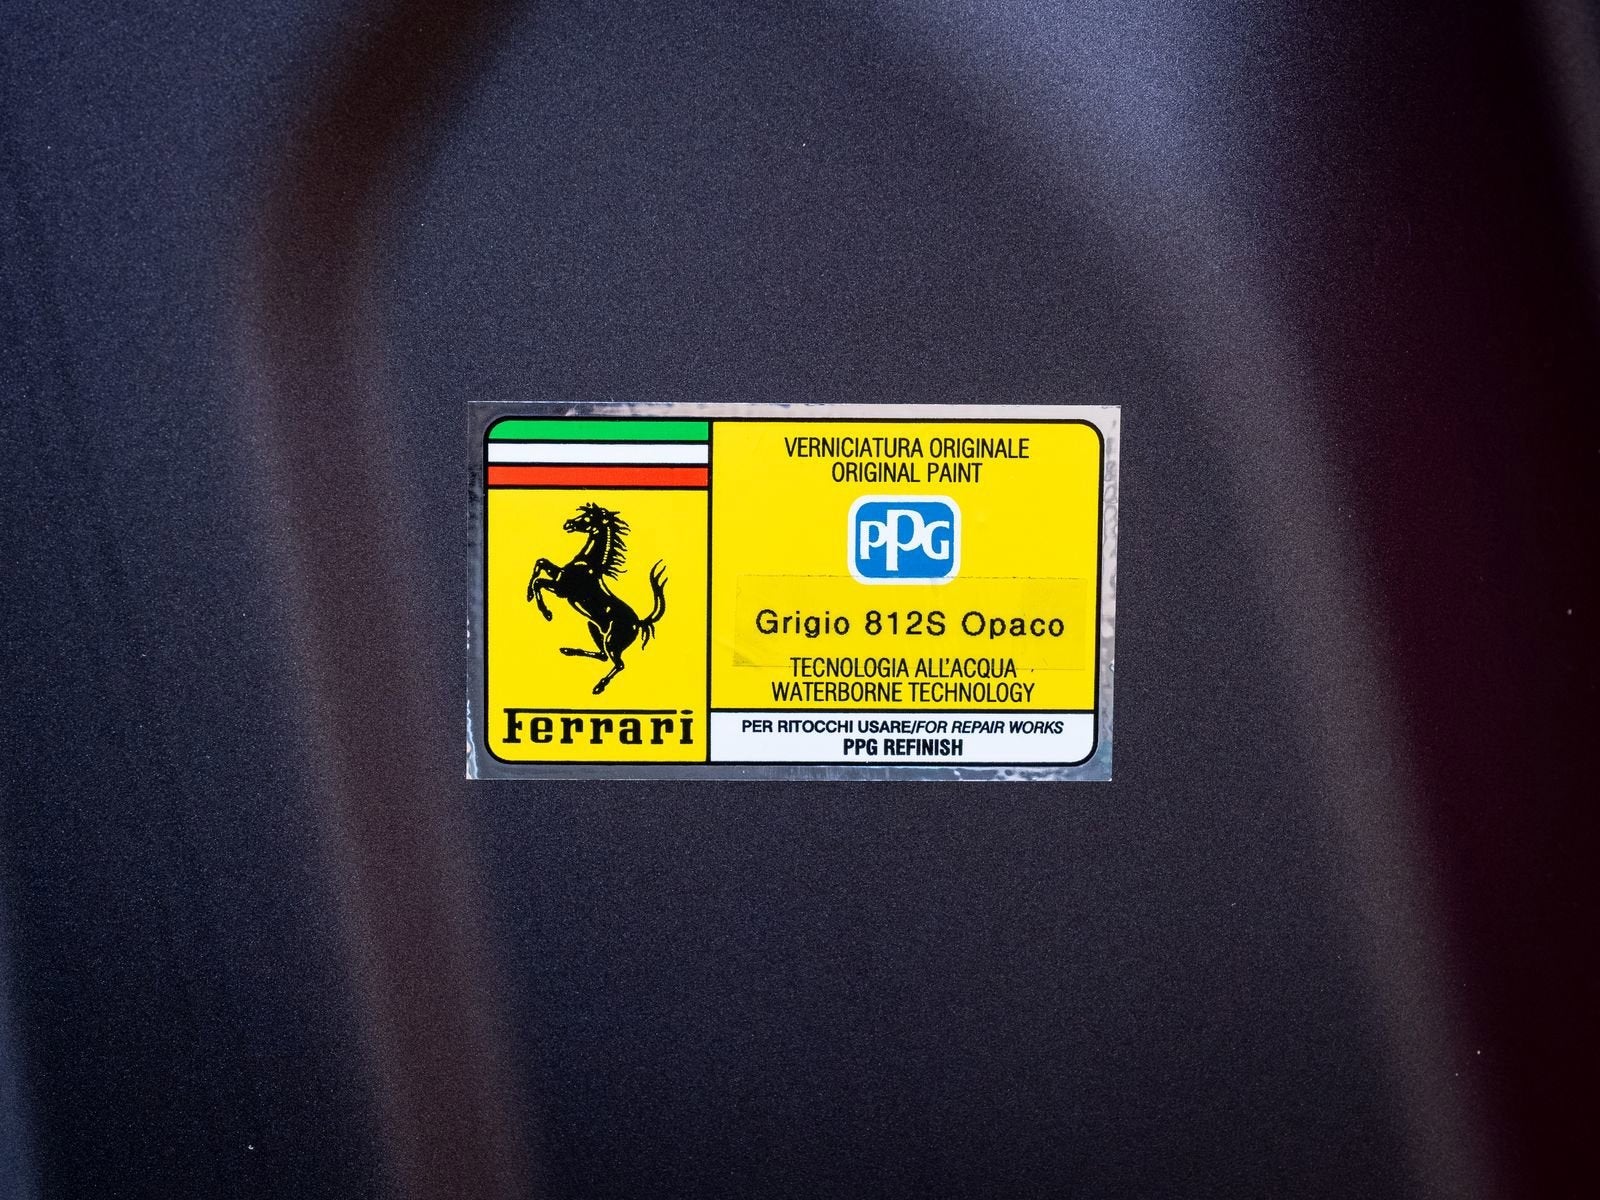 Ferrari
VERNICIATURA ORIGINALE
ORIGINAL PAINT
PPG
Grigio 812S Opaco
TECNOLOGIA ALL'ACQUA
WATERBORNE TECHNOLOGY
PER RITOCCHI USARE/FOR REPAIR WORKS
PPG REFINISH